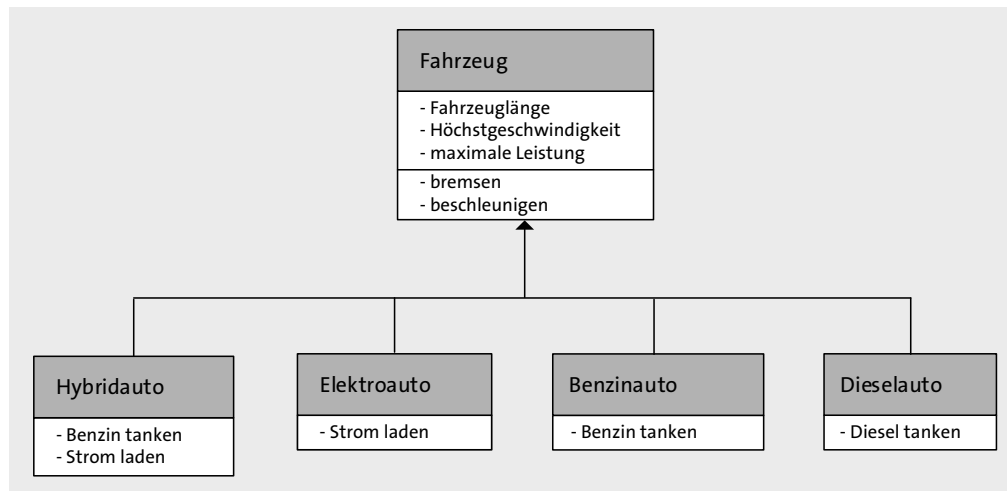 Fahrzeug
- Fahrzeuglänge
- Höchstgeschwindigkeit
- maximale Leistung
- bremsen
- beschleunigen
Hybridauto
- Benzin tanken
- Strom laden
Elektroauto
- Strom laden
Benzinauto
- Benzin tanken
Dieselauto
- Diesel tanken